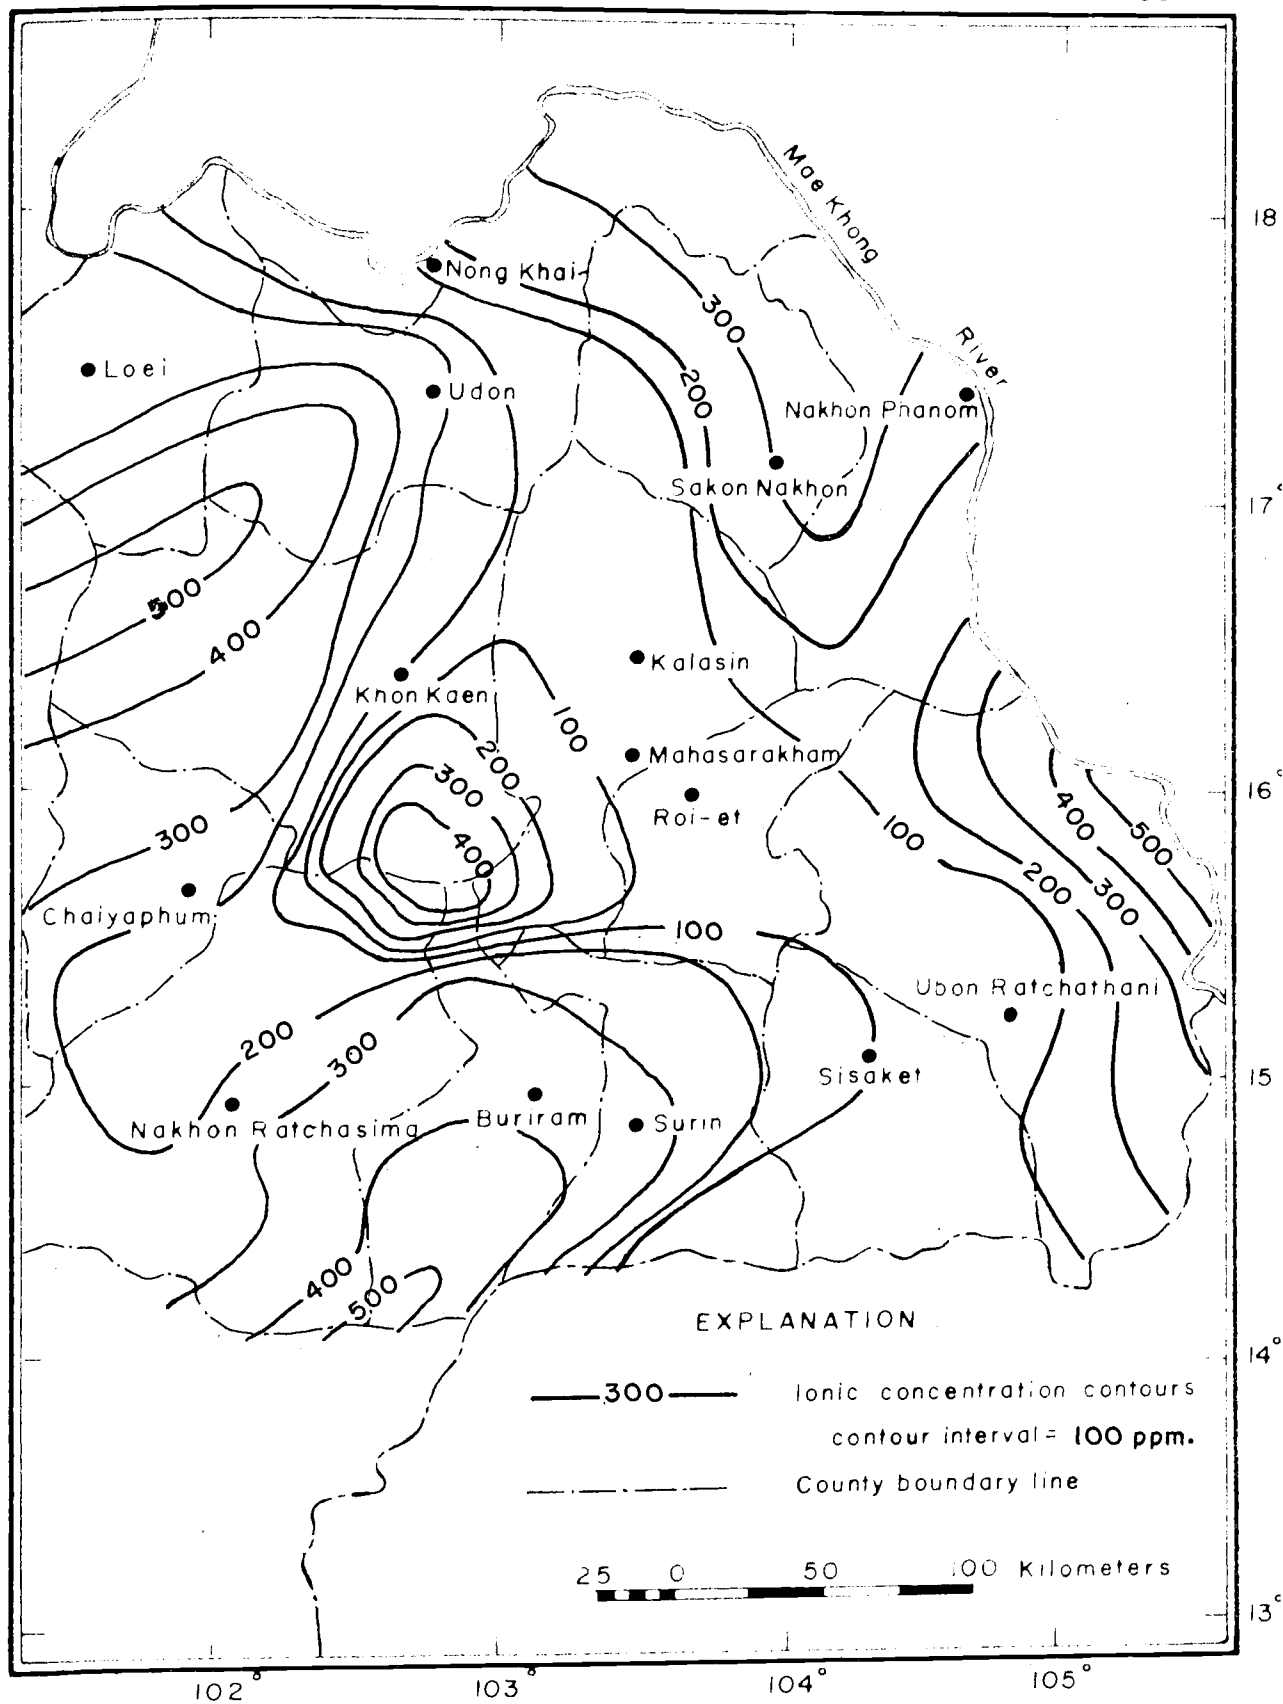 Mae Khong
River
18
Nong Khai
300
Loei
Udon
200
Nakhon Phanom
Sakon Nakhon
17°
500
400
Kalasin
Khon Kaen
100
200
Mahasarakham
300
16°
Roi-et
400
500
300
100
400
200
300
Chaiyaphum
100
Ubon Ratchathani
200
300
Sisaket
15°
Nakhon Ratchasima
Buriram
Surin
400
500
EXPLANATION
14°
300
Ionic concentration contours
contour interval = 100 ppm.
County boundary line
25 0 50 100 Kilometers
13°
102° 103° 104° 105°